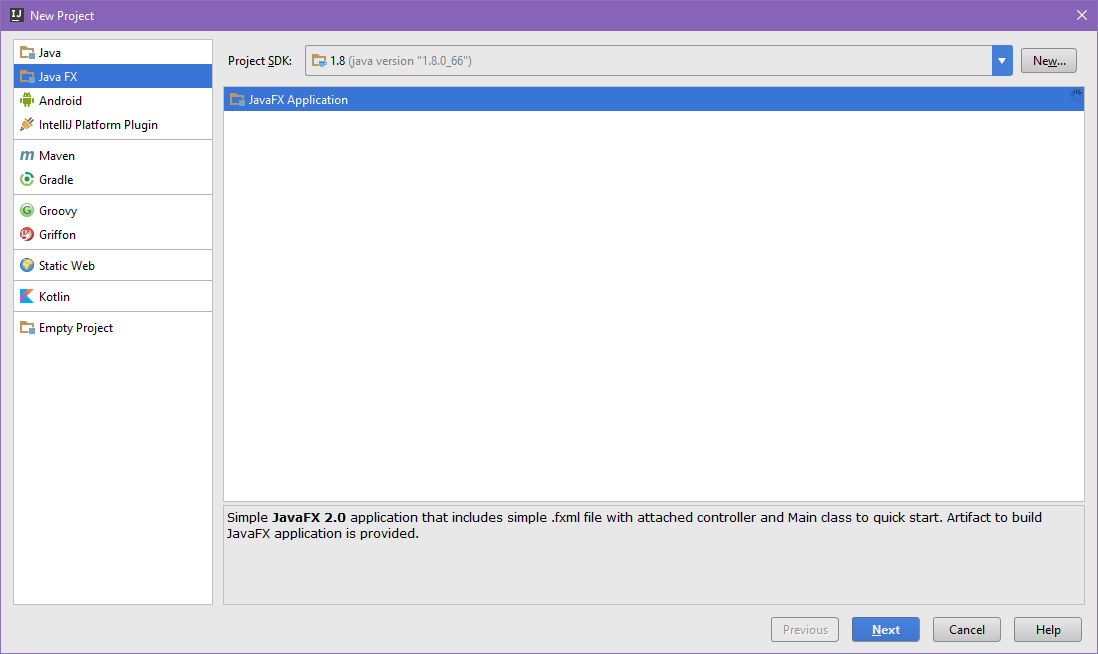 New Project
Java
Java FX
Android
IntelliJ Platform Plugin
Maven
Gradle
Groovy
Griffon
Static Web
Kotlin
Empty Project
Project SDK: 1.8 (java version "1.8.0_66") New...
JavaFX Application
Simple JavaFX 2.0 application that includes simple .fxml file with attached controller and Main class to quick start. Artifact to build
JavaFX application is provided.
Previous Next Cancel Help